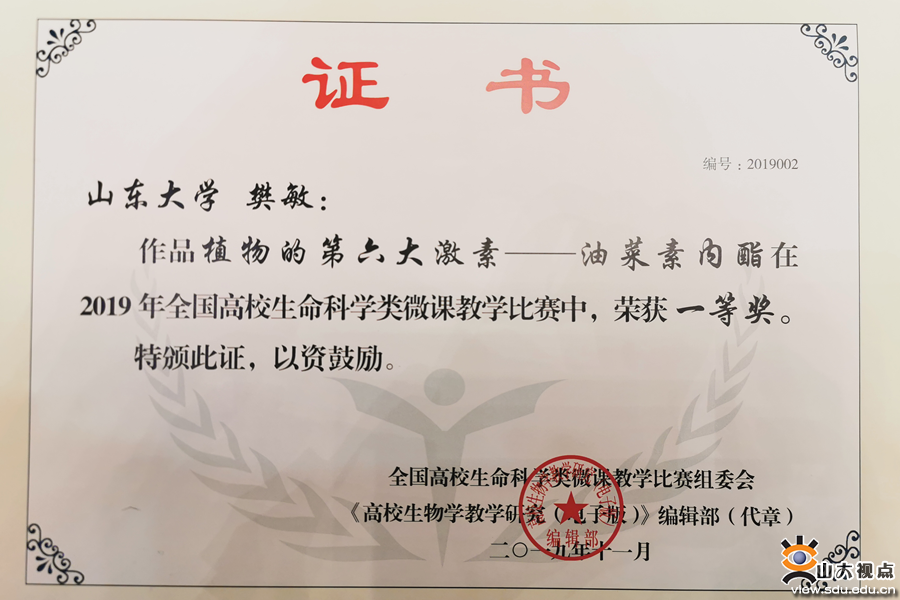 证 书
编号：2019002
山东大学 樊敏：
作品植物的第六大激素——油菜素内酯在
2019年全国高校生命科学类微课教学比赛中，荣获一等奖。
特颁此证，以资鼓励。
全国高校生命科学类微课教学比赛组委会
《高校生物学教学研究（电子版）》编辑部（代章）
编辑部
二〇一九年十一月
山大视点
view.sdu.edu.cn